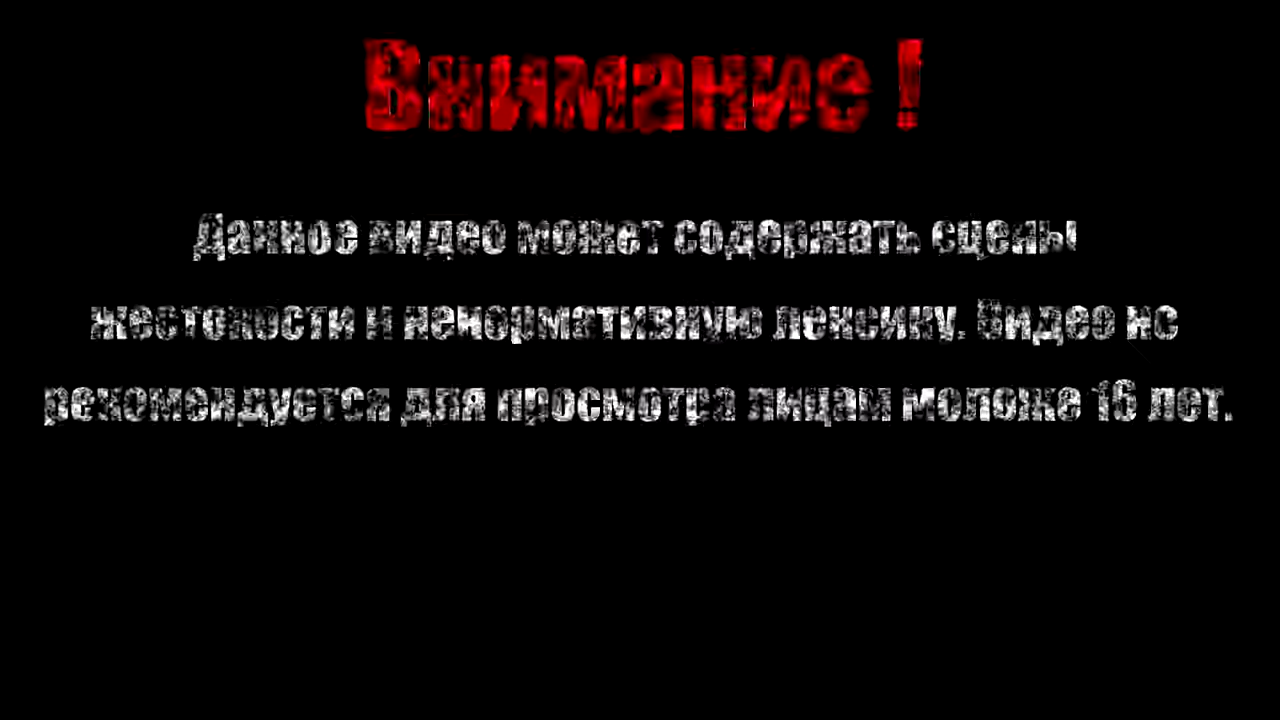 Внимание !
Данное видео может содержать сцены
жестокости и ненормативную лексику. Видео не
рекомендуется для просмотра лицам моложе 16 лет.